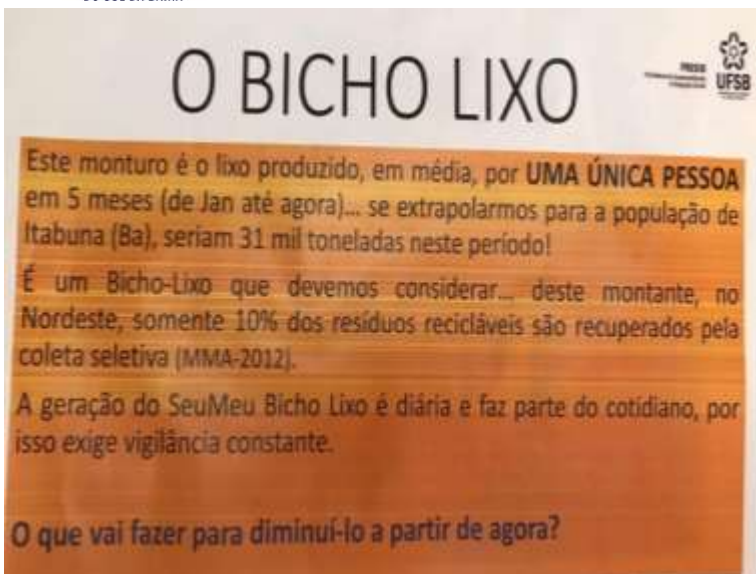 O BICHO LIXO
UFSB
Este monturo é o lixo produzido, em média, por UMA ÚNICA PESSOA
em 5 meses (de Jan até agora)... se extrapolarmos para a população de
Itabuna (Ba), seriam 31 mil toneladas neste período!
É um Bicho-Lixo que devemos considerar... deste montante, no
Nordeste, somente 10% dos resíduos recicláveis são recuperados pela
coleta seletiva (MMA-2012).
A geração do SeuMeu Bicho Lixo é diária e faz parte do cotidiano, por
isso exige vigilância constante.
O que vai fazer para diminuí-lo a partir de agora?